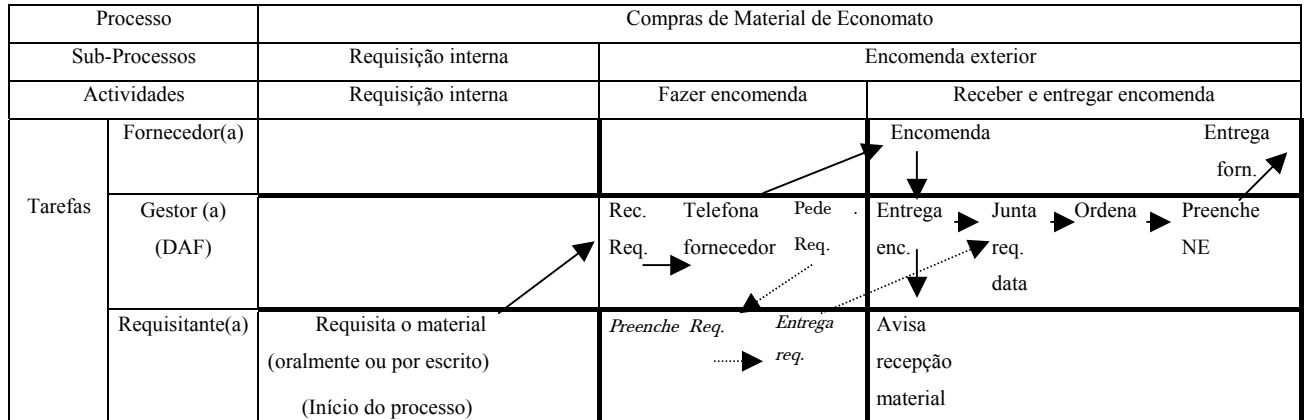 Processo Compras de Material de Economato
Sub-Processos Requisição interna Encomenda exterior
Actividades Requisição interna Fazer encomenda Receber e entregar encomenda
Tarefas
Fornecedor(a)
Encomenda
Entrega
forn.
Gestor (a)
(DAF)
Rec.
Req.
Telefona
fornecedor
Pede .
Req.
Entrega
enc.
Junta
req.
data
Ordena
Preenche
NE
Requisitante(a)
Requisita o material
(oralmente ou por escrito)
(Início do processo)
Preenche Req.
Entrega
req.
Avisa
recepção
material